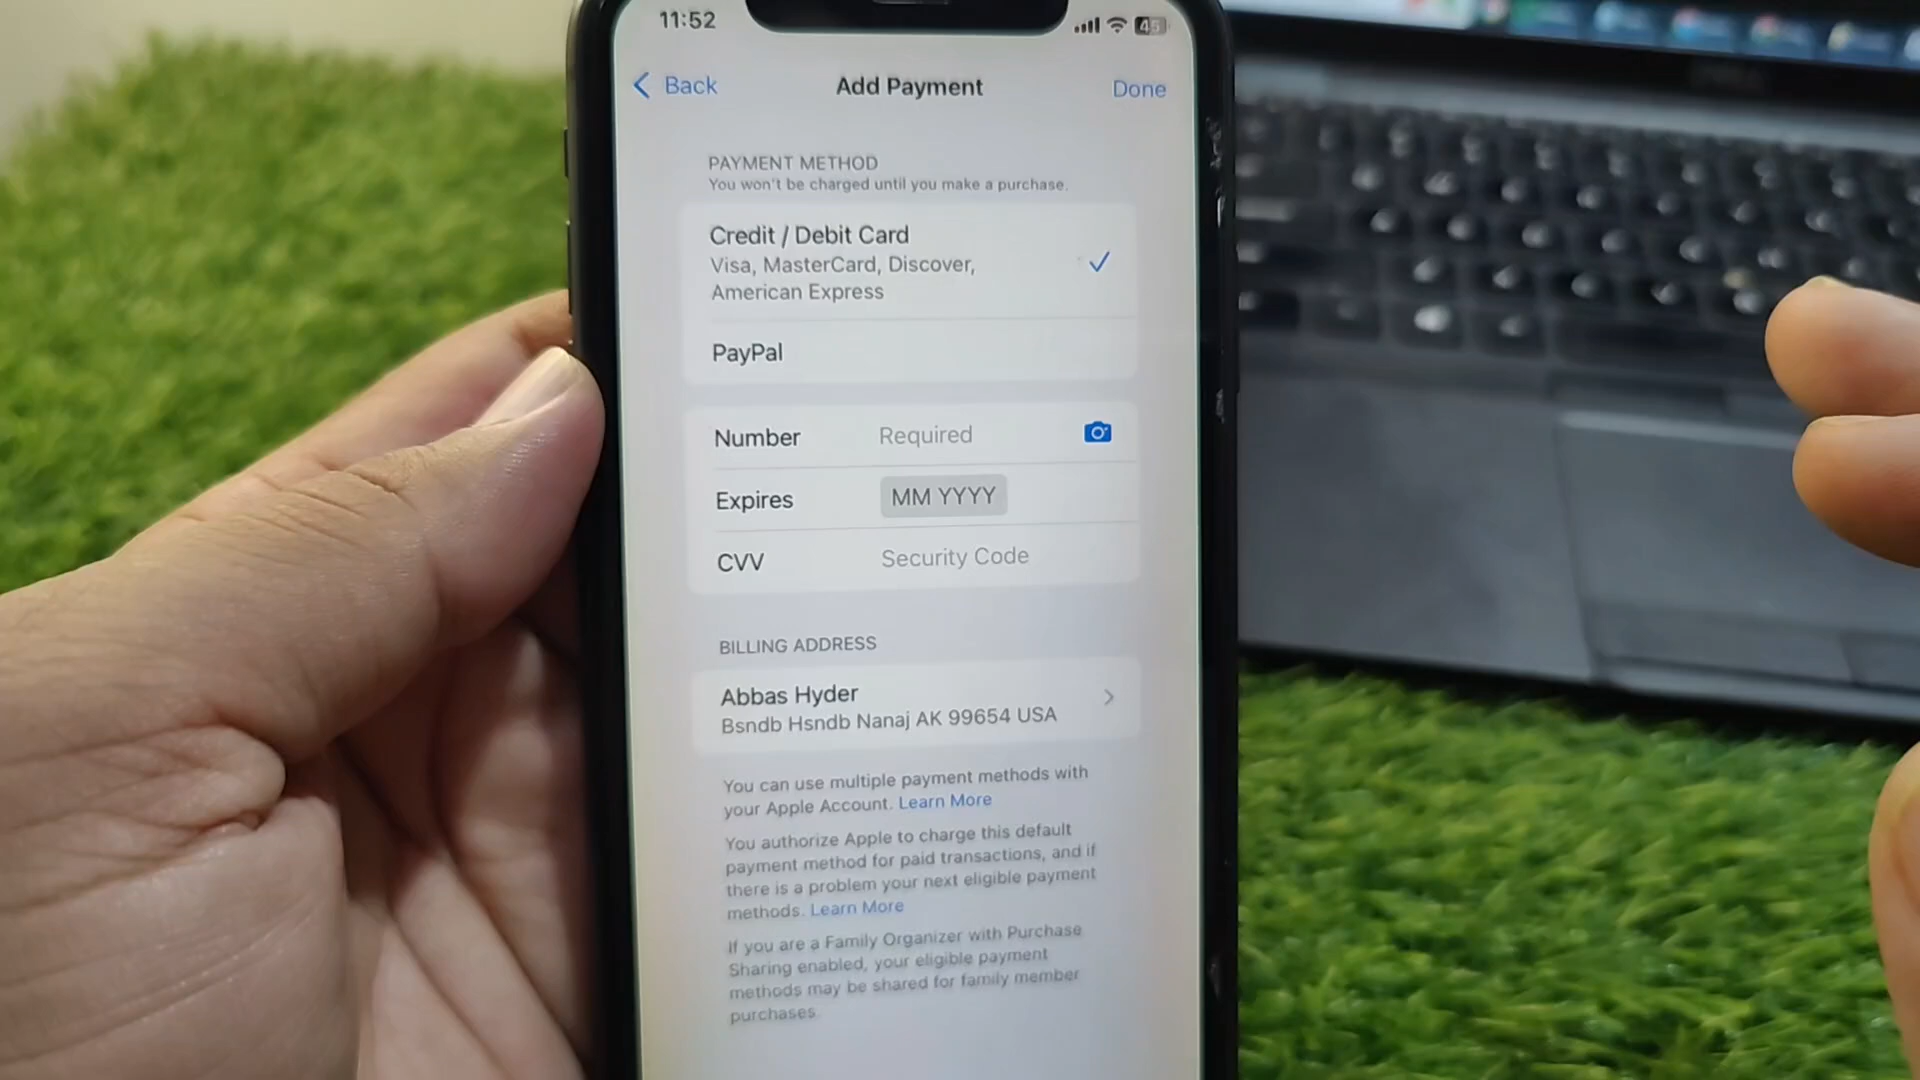 11:52
45
Back
Add Payment
Done
PAYMENT METHOD
You won't be charged until you make a purchase.
Credit / Debit Card
Visa, MasterCard, Discover,
American Express
PayPal
Number Required
Expires MM YYYY
CVV Security Code
BILLING ADDRESS
Abbas Hyder
Bsndb Hsndb Nanaj AK 99654 USA
You can use multiple payment methods with
your Apple Account. Learn More
You authorize Apple to charge this default
payment method for paid transactions, and if
there is a problem your next eligible payment
methods. Learn More
If you are a Family Organizer with Purchase
Sharing enabled, your eligible payment
methods may be shared for family member
purchases.